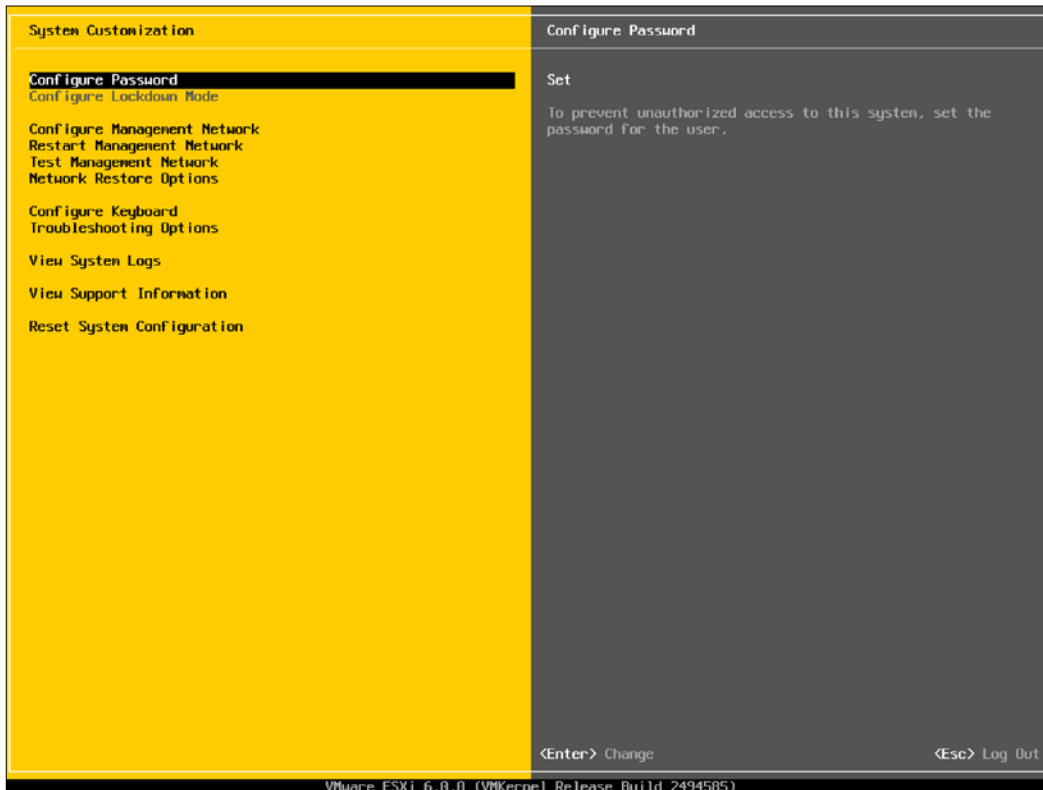 System Customization
Configure Password
Configure Lockdown Mode
Configure Management Network
Restart Management Network
Test Management Network
Network Restore Options
Configure Keyboard
Troubleshooting Options
View System Logs
View Support Information
Reset System Configuration
Configure Password
Set
To prevent unauthorized access to this system, set the
password for the user.
<Enter> Change <Esc> Log Out
VMware ESXi 6.0.0 (VMKernel Release Build 2494585)